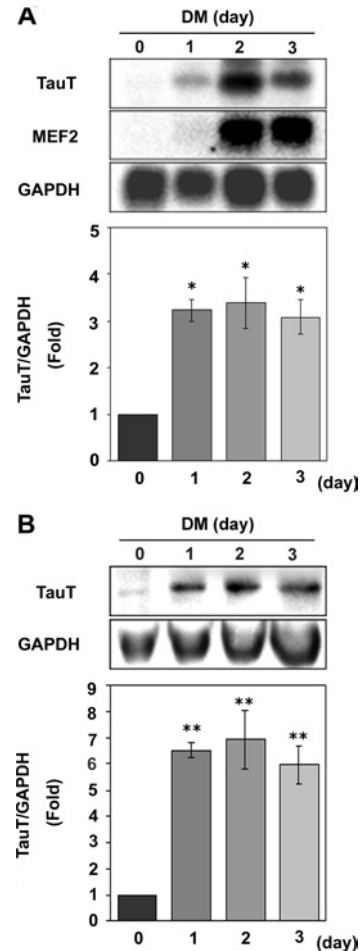 A
DM (day)
0 1 2 3
TauT
MEF2
GAPDH
TauT/GAPDH
(Fold)
5
4
3
2
1
0
* * *
0 1 2 3 (day)
B
DM (day)
0 1 2 3
TauT
GAPDH
TauT/GAPDH
(Fold)
9
8
7
6
5
4
3
2
1
0
** ** **
0 1 2 3 (day)